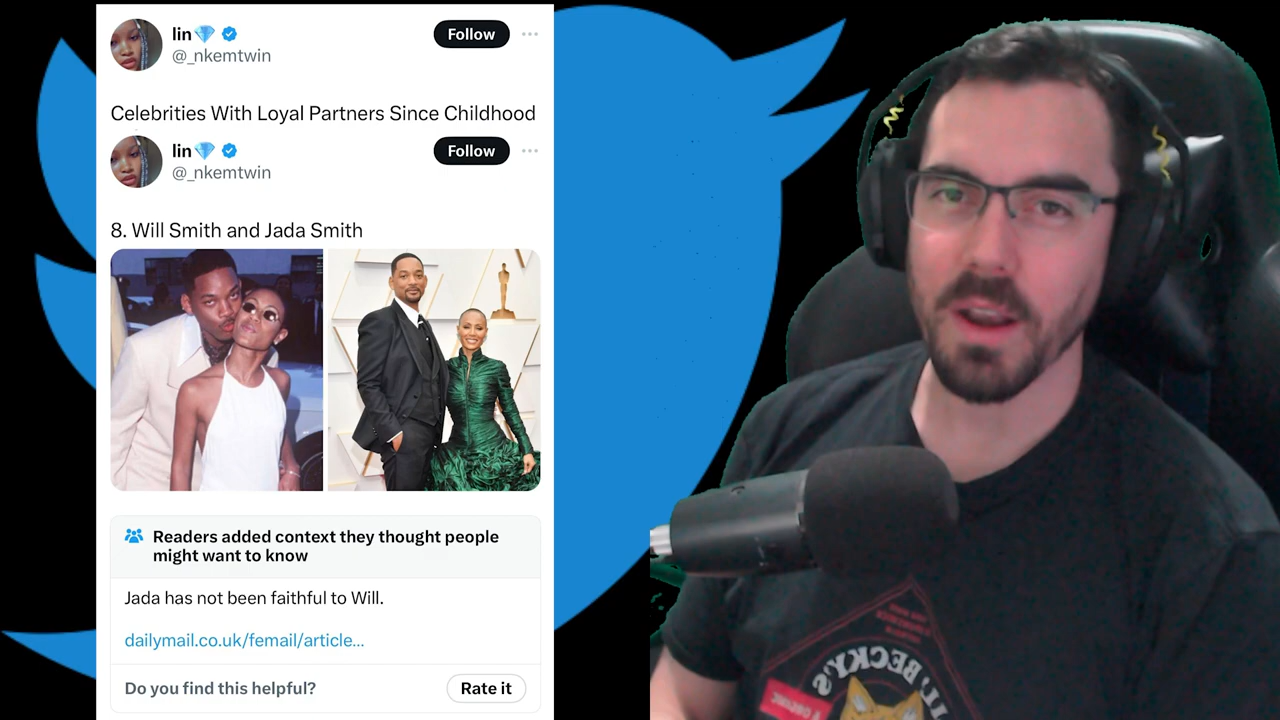 lin💎
Follow
@_nkemtwin
Celebrities With Loyal Partners Since Childhood
lin💎
Follow
@_nkemtwin
8. Will Smith and Jada Smith
Readers added context they thought people
might want to know
Jada has not been faithful to Will.
dailymail.co.uk/femail/article...
Do you find this helpful?
Rate it
LIL' BECKY'S